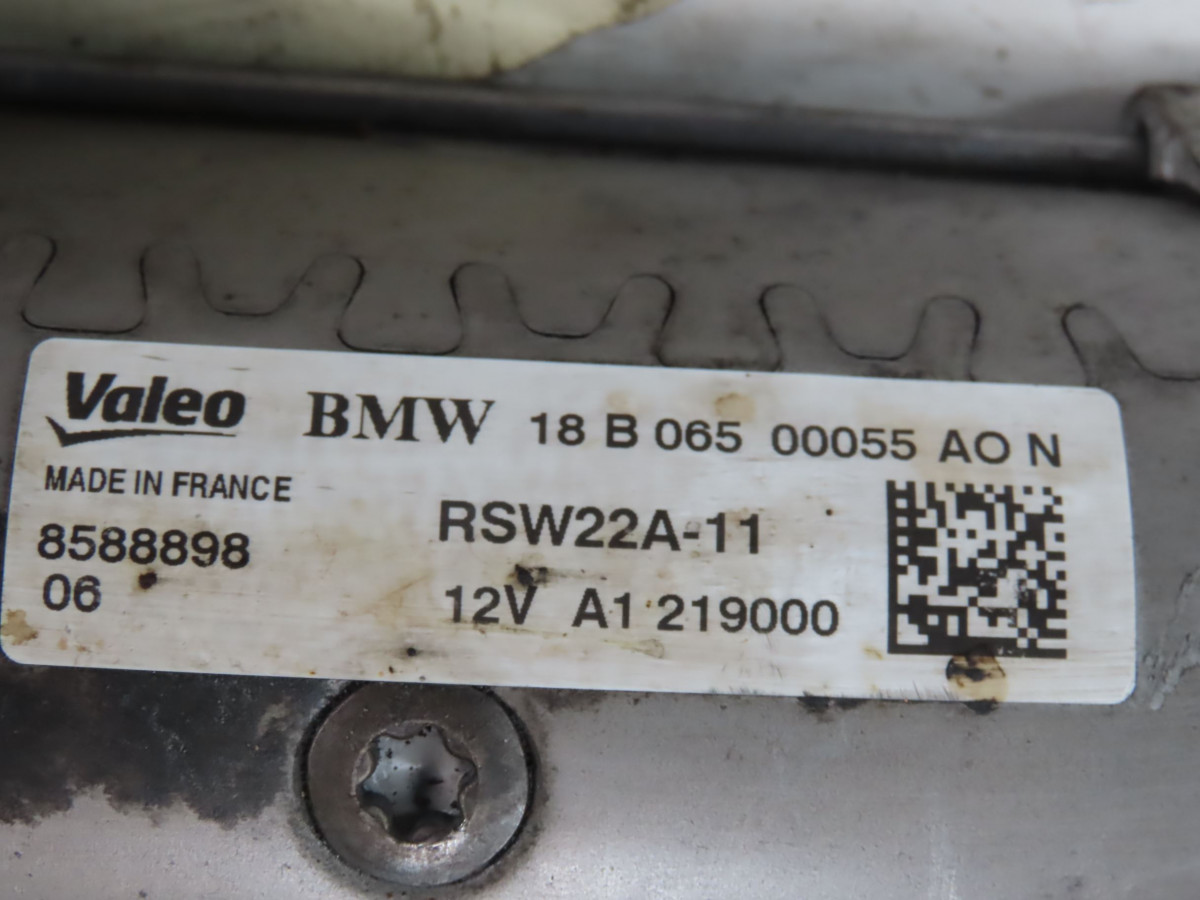 Valeo BMW 18 B 065 00055 AO N
MADE IN FRANCE
RSW22A-11
8588898
06
12V A1 219000